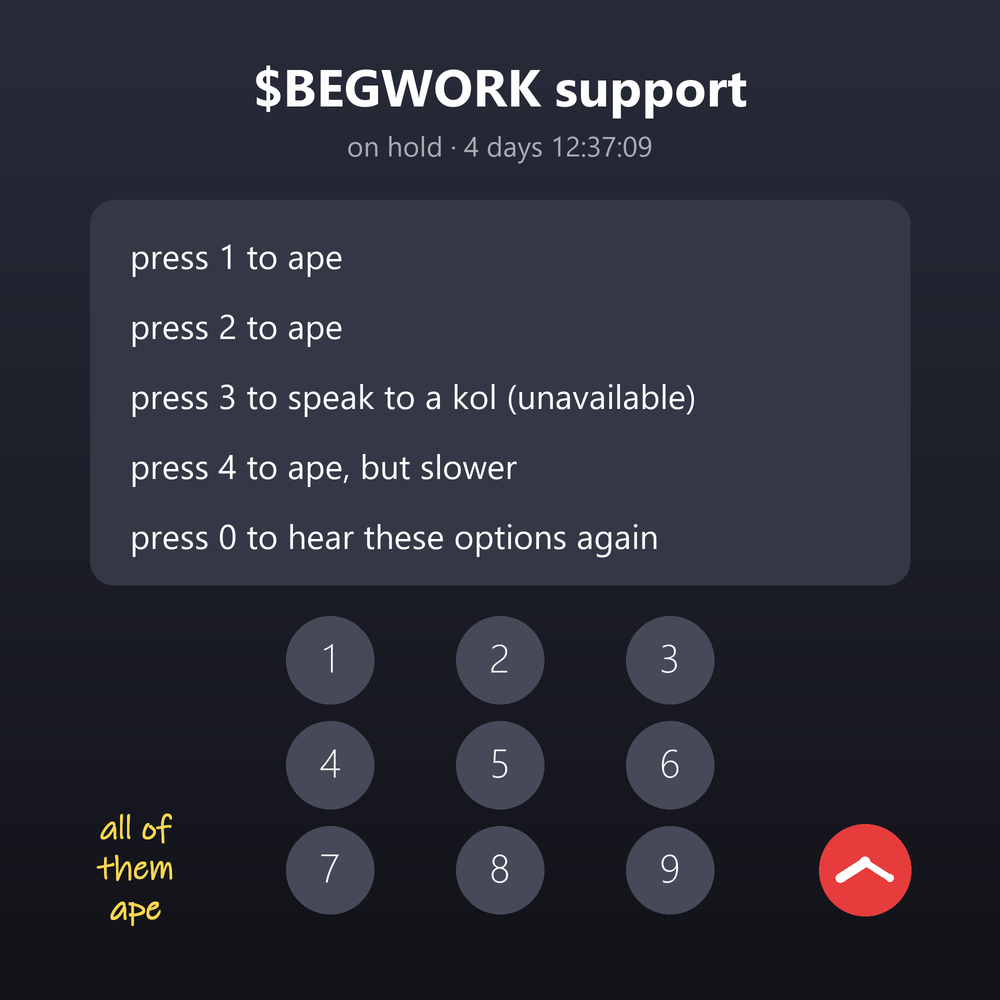 $BEGWORK support
on hold · 4 days 12:37:09
press 1 to ape
press 2 to ape
press 3 to speak to a kol (unavailable)
press 4 to ape, but slower
press 0 to hear these options again
1 2 3
4 5 6
7 8 9
all of
them
ape